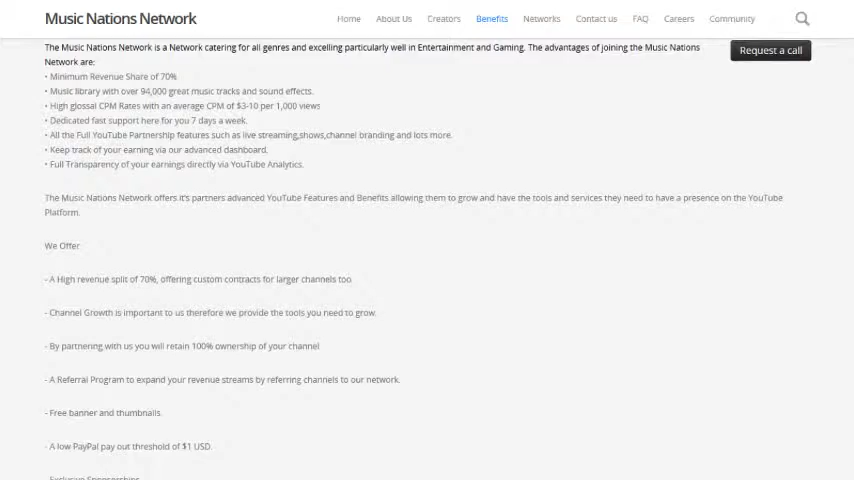 Music Nations Network
Home About Us Creators Benefits Networks Contact us FAQ Careers Community
The Music Nations Network is a Network catering for all genres and excelling particularly well in Entertainment and Gaming. The advantages of joining the Music Nations
Network are:
Request a call
• Minimum Revenue Share of 70%
• Music library with over 94,000 great music tracks and sound effects.
• High glossal CPM Rates with an average CPM of $3-10 per 1,000 views
• Dedicated fast support here for you 7 days a week.
• All the Full YouTube Partnership features such as live streaming,shows,channel branding and lots more.
• Keep track of your earning via our advanced dashboard.
• Full Transparency of your earnings directly via YouTube Analytics.
The Music Nations Network offers it's partners advanced YouTube Features and Benefits allowing them to grow and have the tools and services they need to have a presence on the YouTube
Platform.
We Offer
- A High revenue split of 70%, offering custom contracts for larger channels too.
- Channel Growth is important to us therefore we provide the tools you need to grow.
- By partnering with us you will retain 100% ownership of your channel
- A Referral Program to expand your revenue streams by referring channels to our network.
- Free banner and thumbnails.
- A low PayPal pay out threshold of $1 USD.
- Exclusive Sponsorships